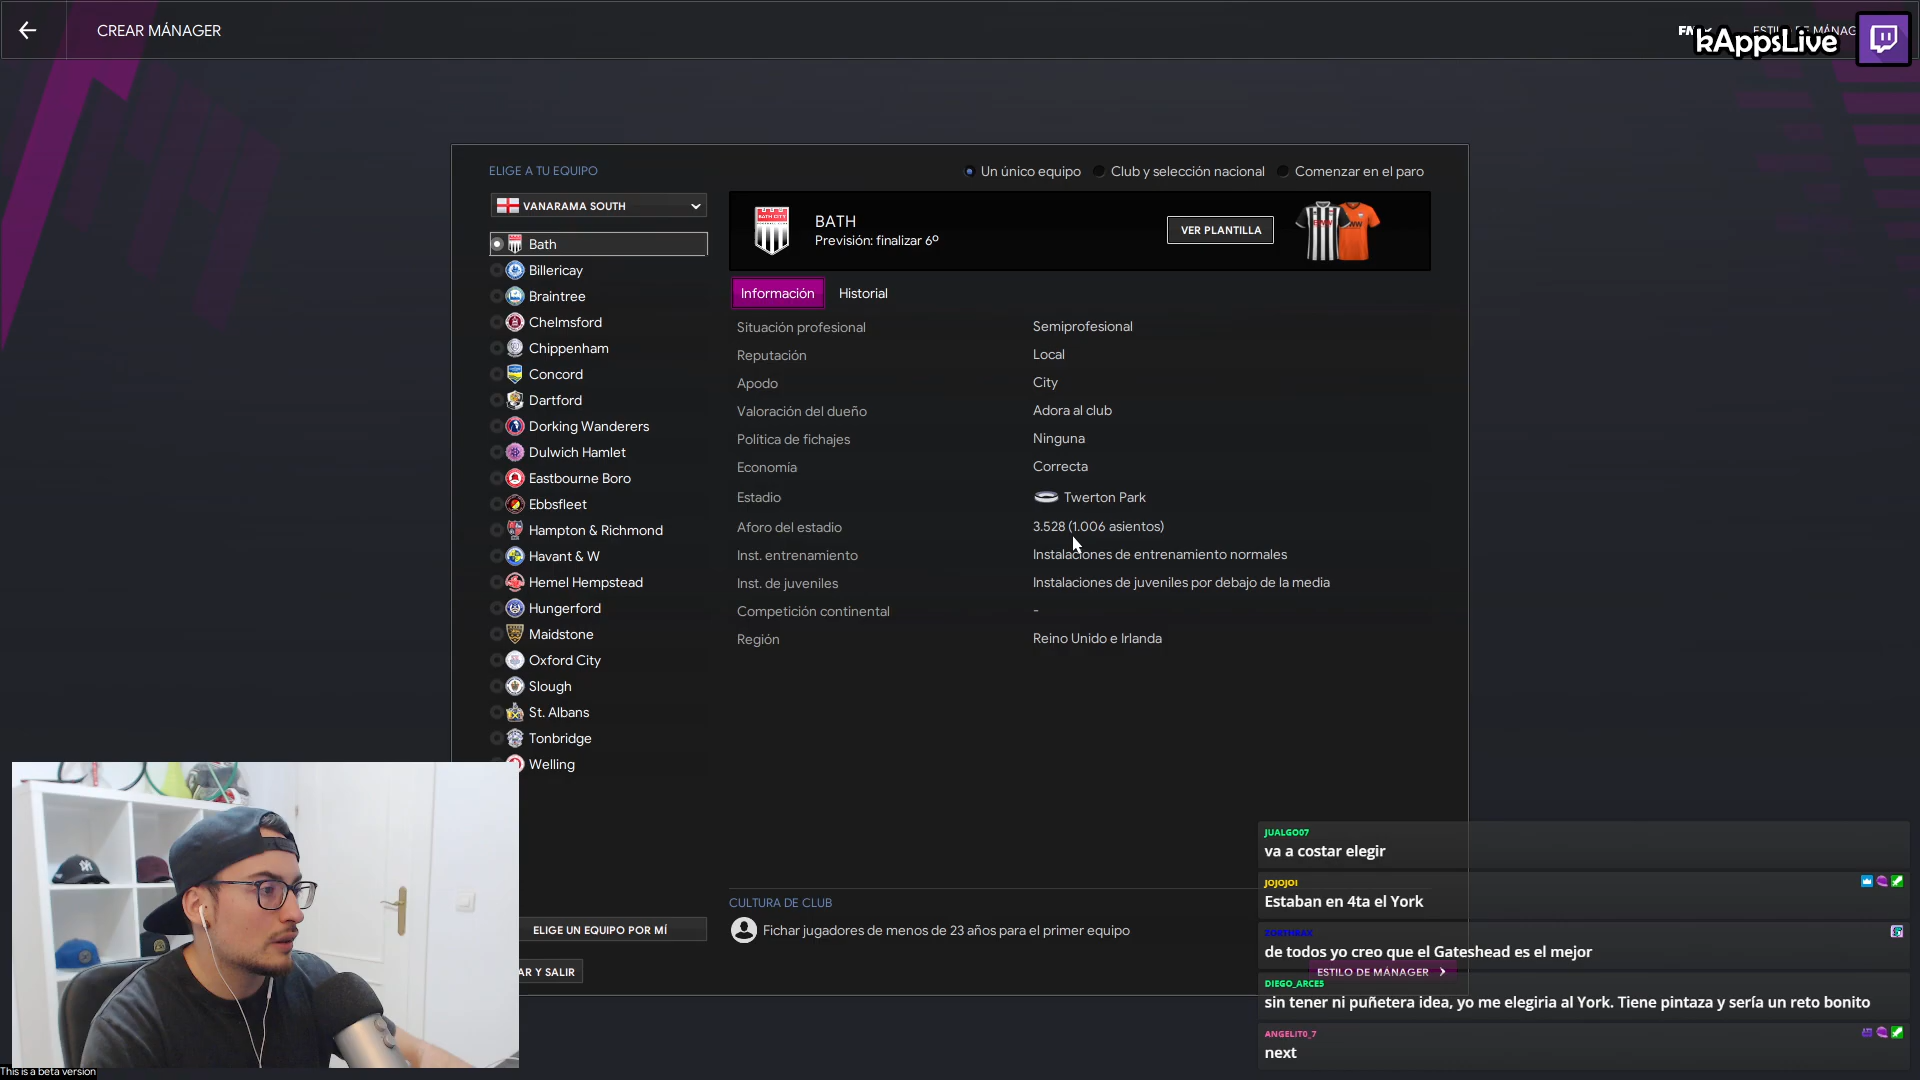 CREAR MÁNAGER
kAppsLive
ELIGE A TU EQUIPO
Un único equipo
Club y selección nacional
Comenzar en el paro
VANARAMA SOUTH
Bath
Billericay
Braintree
Chelmsford
Chippenham
Concord
Dartford
Dorking Wanderers
Dulwich Hamlet
Eastbourne Boro
Ebbsfleet
Hampton & Richmond
Havant & W
Hemel Hempstead
Hungerford
Maidstone
Oxford City
Slough
St. Albans
Tonbridge
Welling
BATH CITY
BATH
Previsión: finalizar 6º
VER PLANTILLA
Información
Historial
Situación profesional Semiprofesional
Reputación Local
Apodo City
Valoración del dueño Adora al club
Política de fichajes Ninguna
Economía Correcta
Estadio Twerton Park
Aforo del estadio 3.528 (1.006 asientos)
Inst. entrenamiento Instalaciones de entrenamiento normales
Inst. de juveniles Instalaciones de juveniles por debajo de la media
Competición continental -
Región Reino Unido e Irlanda
CULTURA DE CLUB
Fichar jugadores de menos de 23 años para el primer equipo
ELIGE UN EQUIPO POR MÍ
AR Y SALIR
ESTILO DE MÁNAGER
JUALGO07
va a costar elegir
JOJOJO!
Estaban en 4ta el York
de todos yo creo que el Gateshead es el mejor
DIEGO_ARCE5
sin tener ni puñetera idea, yo me elegiria al York. Tiene pintaza y sería un reto bonito
ANGELIT0_7
next
This is a beta version